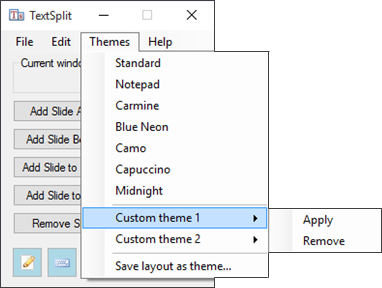 TextSplit
File Edit Themes Help
Current windo
Standard
Notepad
Add Slide A
Carmine
Add Slide Be
Blue Neon
Camo
Add Slide to
Capuccino
Add Slide to
Midnight
Remove S
Custom theme 1
Apply
Custom theme 2
Remove
Save layout as theme...